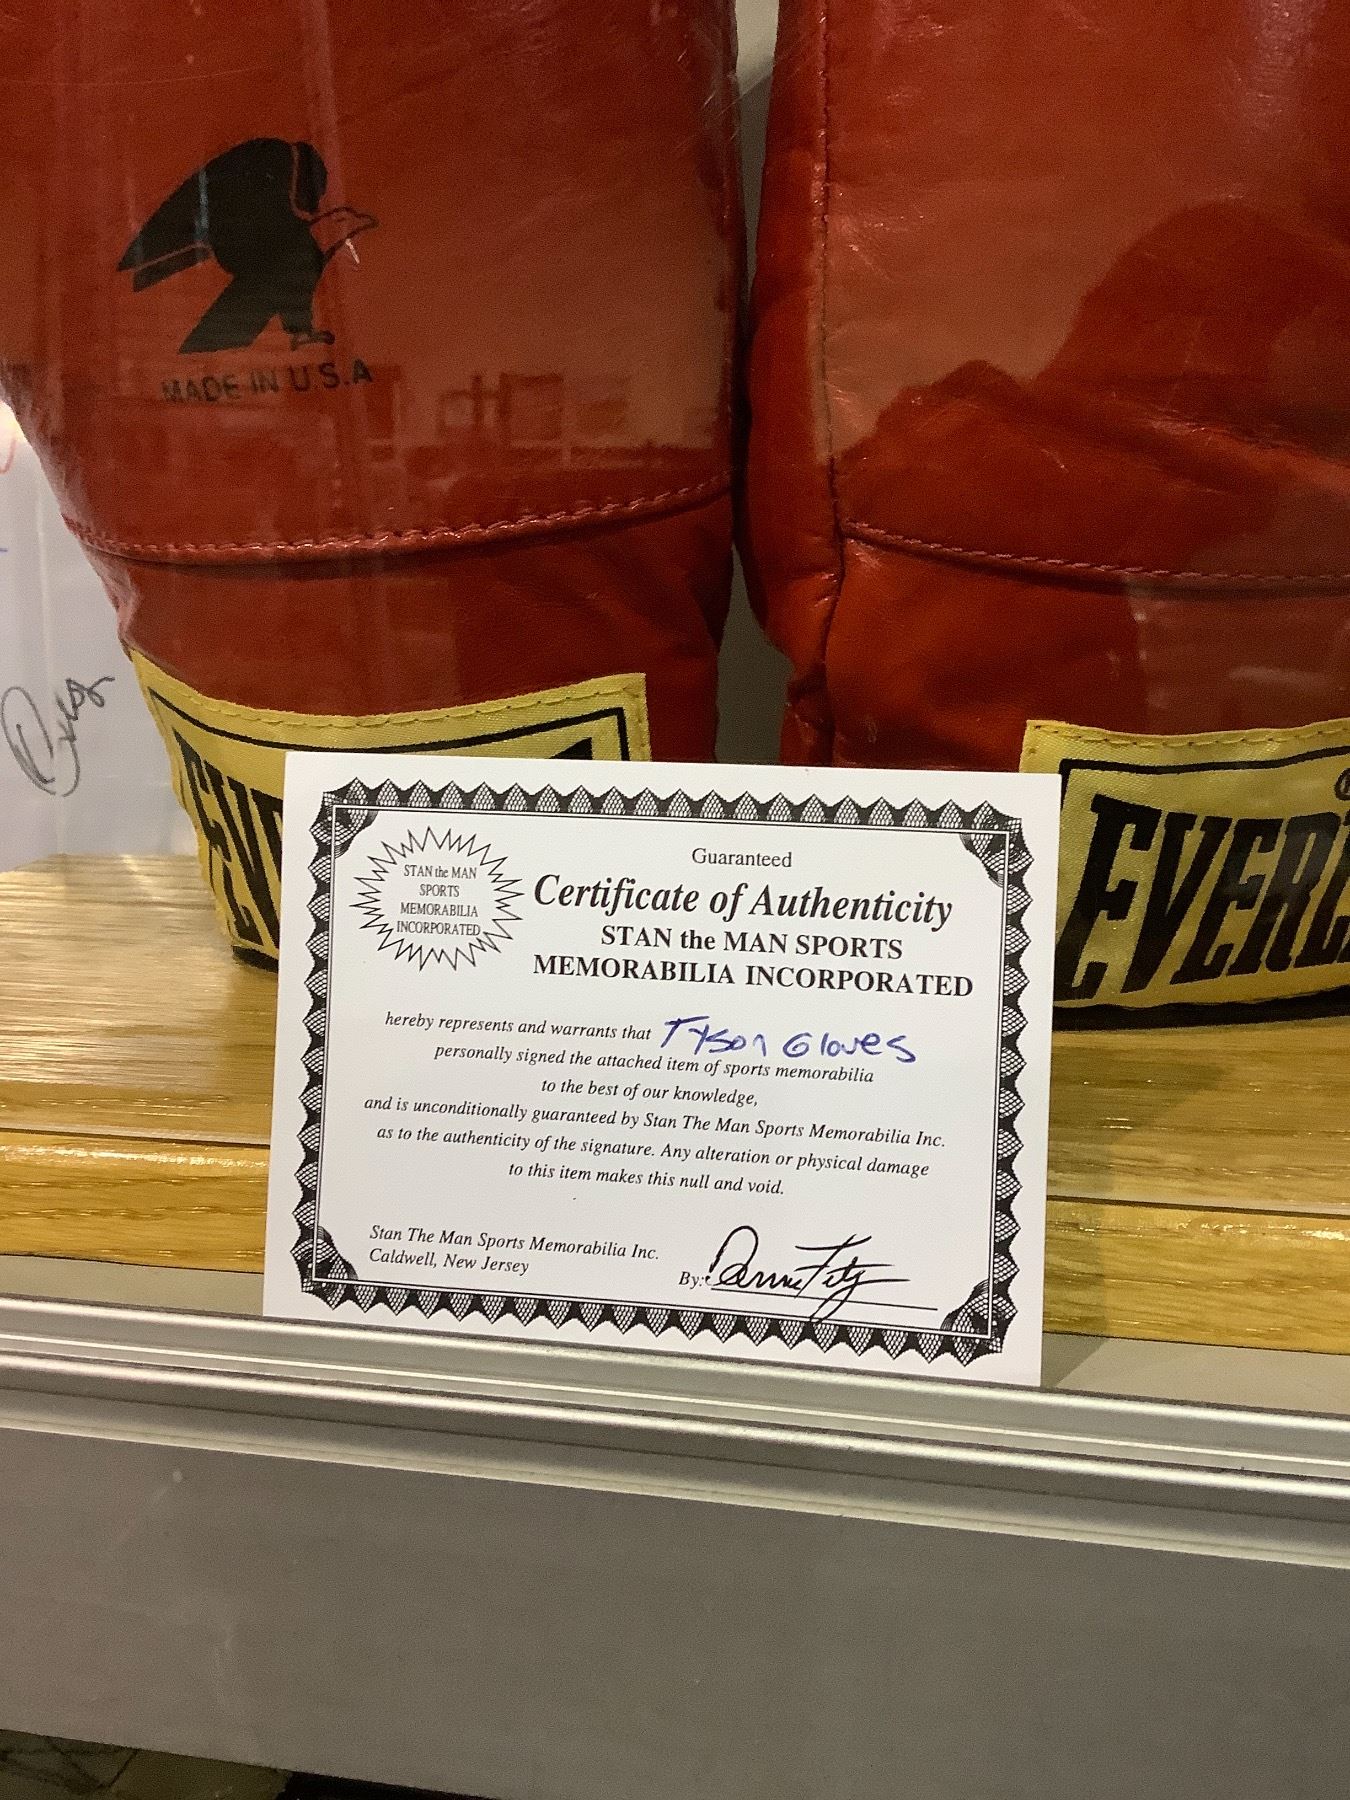 MADE IN U.S.A
EVERL
STAN the MAN
SPORTS
MEMORABILIA
INCORPORATED
Guaranteed
Certificate of Authenticity
STAN the MAN SPORTS
MEMORABILIA INCORPORATED
hereby represents and warrants that Tyson Gloves
personally signed the attached item of sports memorabilia
to the best of our knowledge,
and is unconditionally guaranteed by Stan The Man Sports Memorabilia Inc.
as to the authenticity of the signature. Any alteration or physical damage
to this item makes this null and void.
Stan The Man Sports Memorabilia Inc.
Caldwell, New Jersey
By: